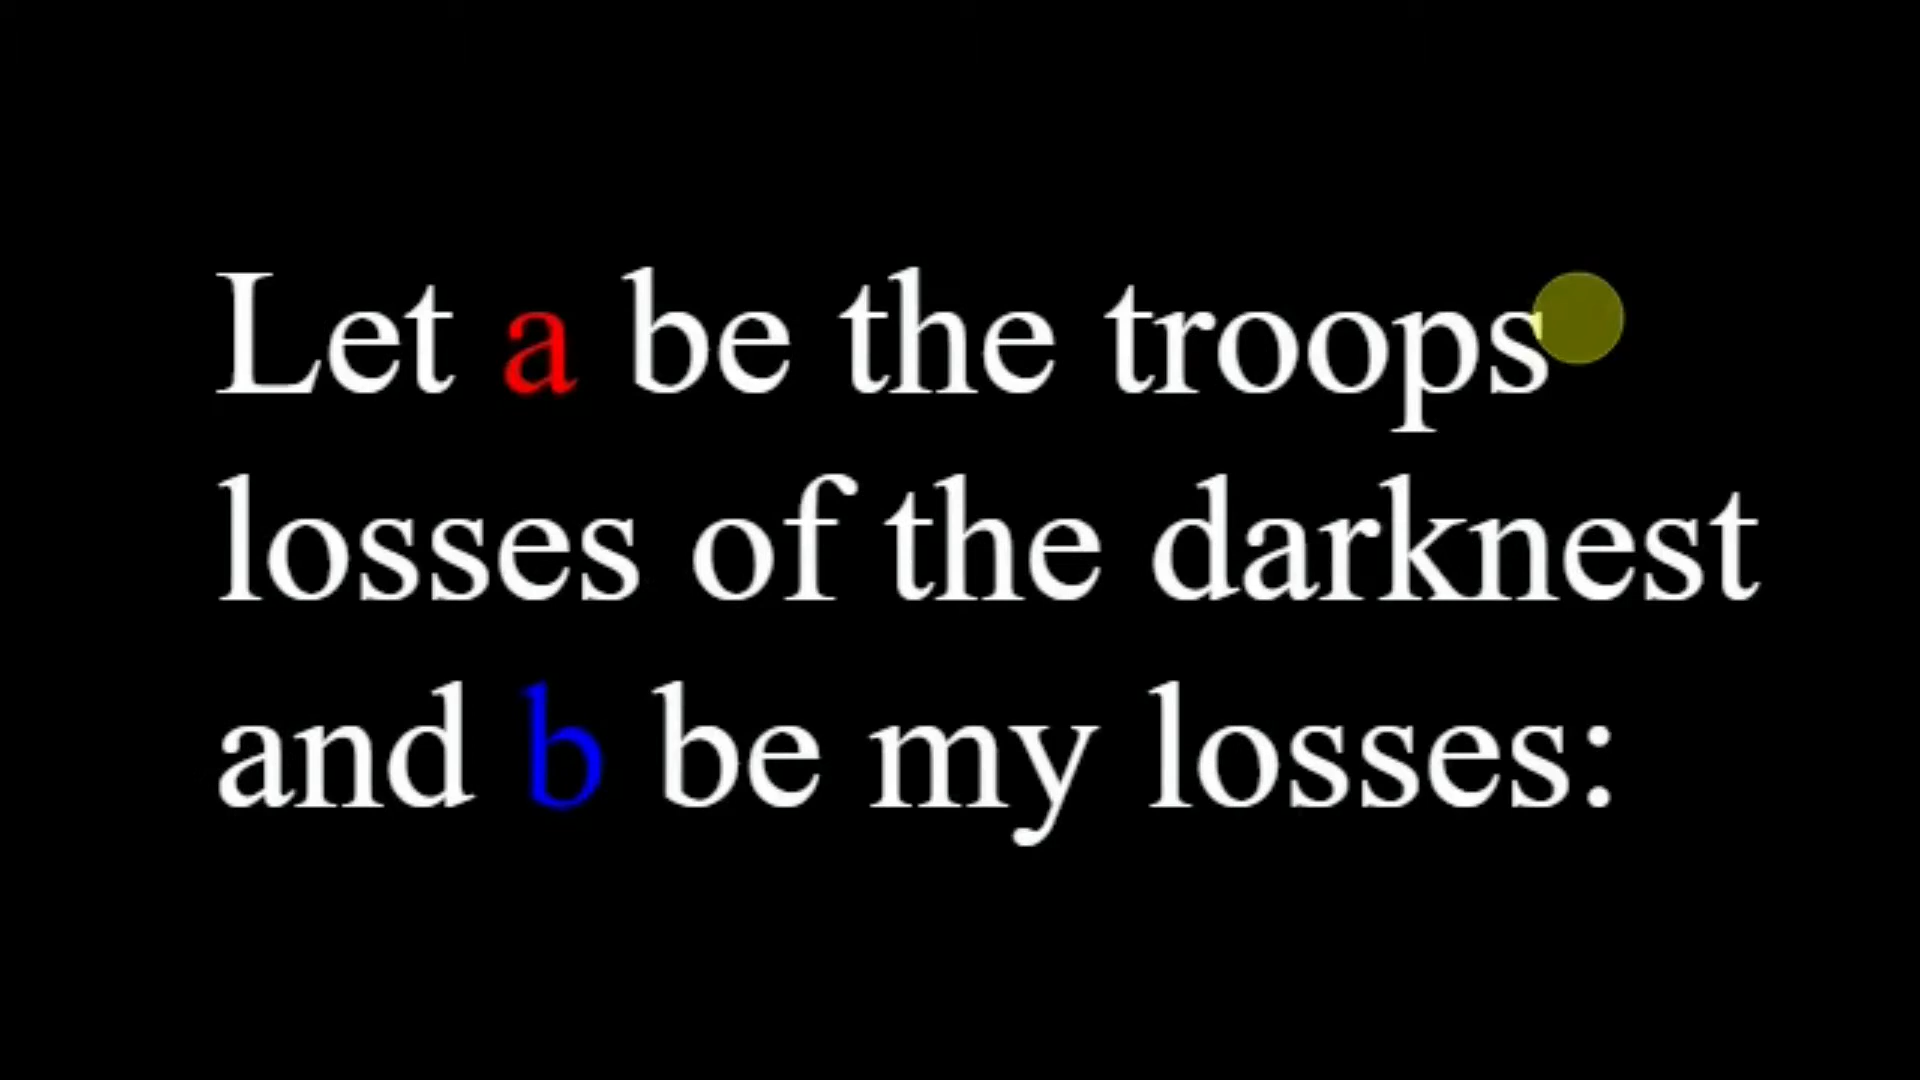 Let a be the troops
losses of the darknest
and b be my losses: